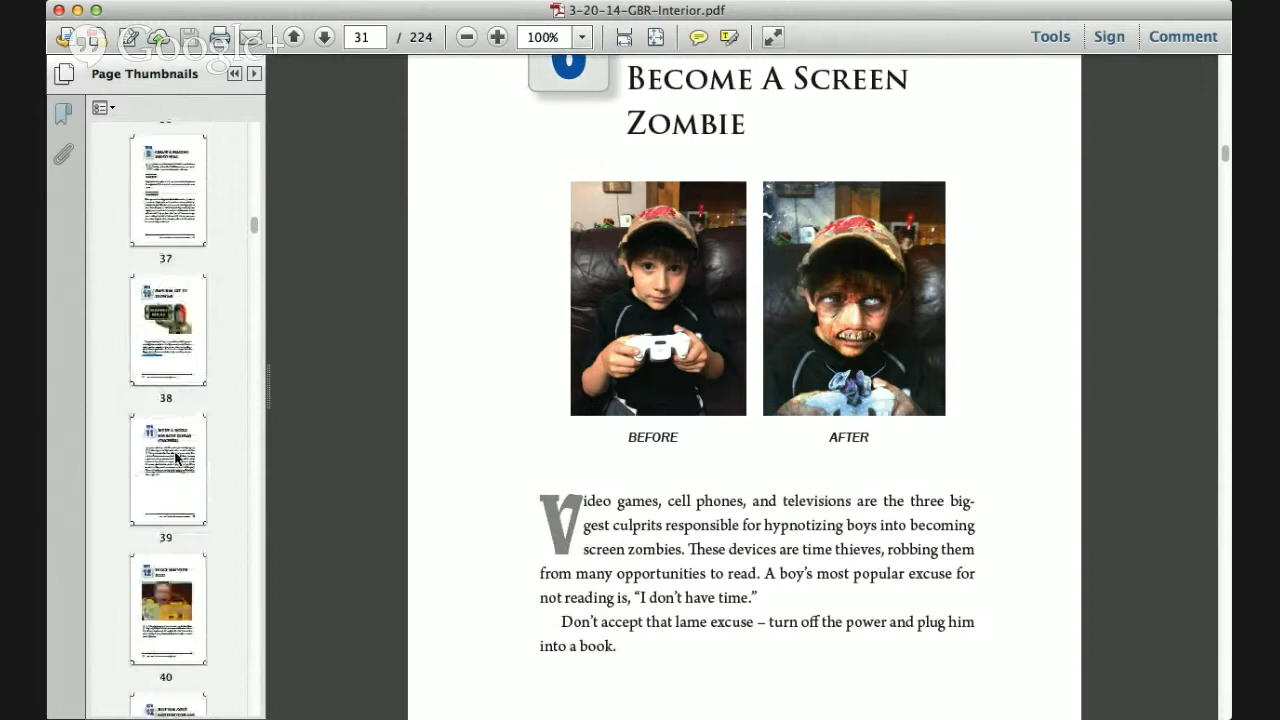 3-20-14-GBR-Interior.pdf
Google+
31 / 224
100%
Tools
Sign
Comment
Page Thumbnails
37
38
39
40
BECOME A SCREEN
ZOMBIE
BEFORE
AFTER
Video games, cell phones, and televisions are the three big-
gest culprits responsible for hypnotizing boys into becoming
screen zombies. These devices are time thieves, robbing them
from many opportunities to read. A boy's most popular excuse for
not reading is, "I don't have time."
Don't accept that lame excuse – turn off the power and plug him
into a book.